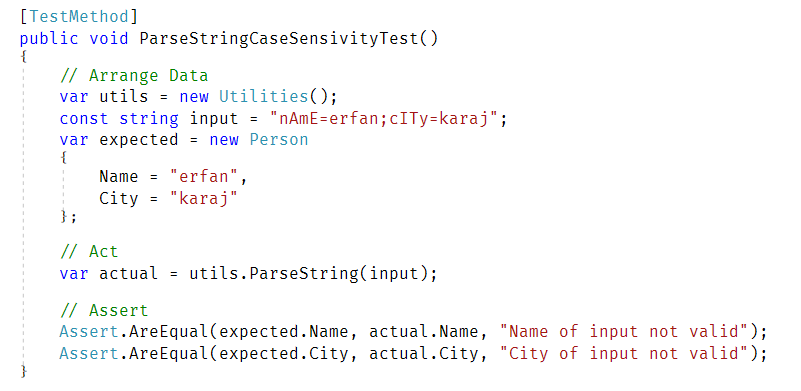 [TestMethod]
public void ParseStringCaseSensivityTest()
{
    // Arrange Data
    var utils = new Utilities();
    const string input = "nAmE=erfan;cITy=karaj";
    var expected = new Person
    {
        Name = "erfan",
        City = "karaj"
    };

    // Act
    var actual = utils.ParseString(input);

    // Assert
    Assert.AreEqual(expected.Name, actual.Name, "Name of input not valid");
    Assert.AreEqual(expected.City, actual.City, "City of input not valid");
}